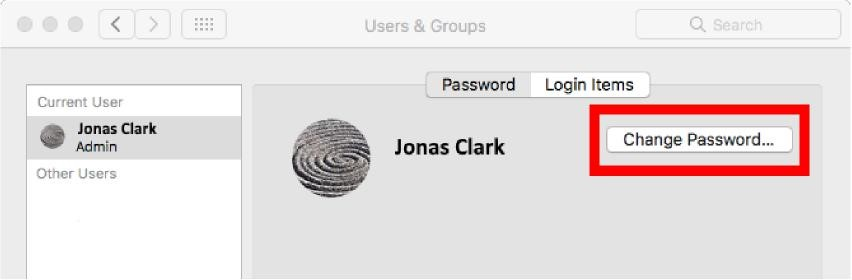 Users & Groups
Search
Password
Login Items
Current User
Jonas Clark
Admin
Other Users
Jonas Clark
Change Password...